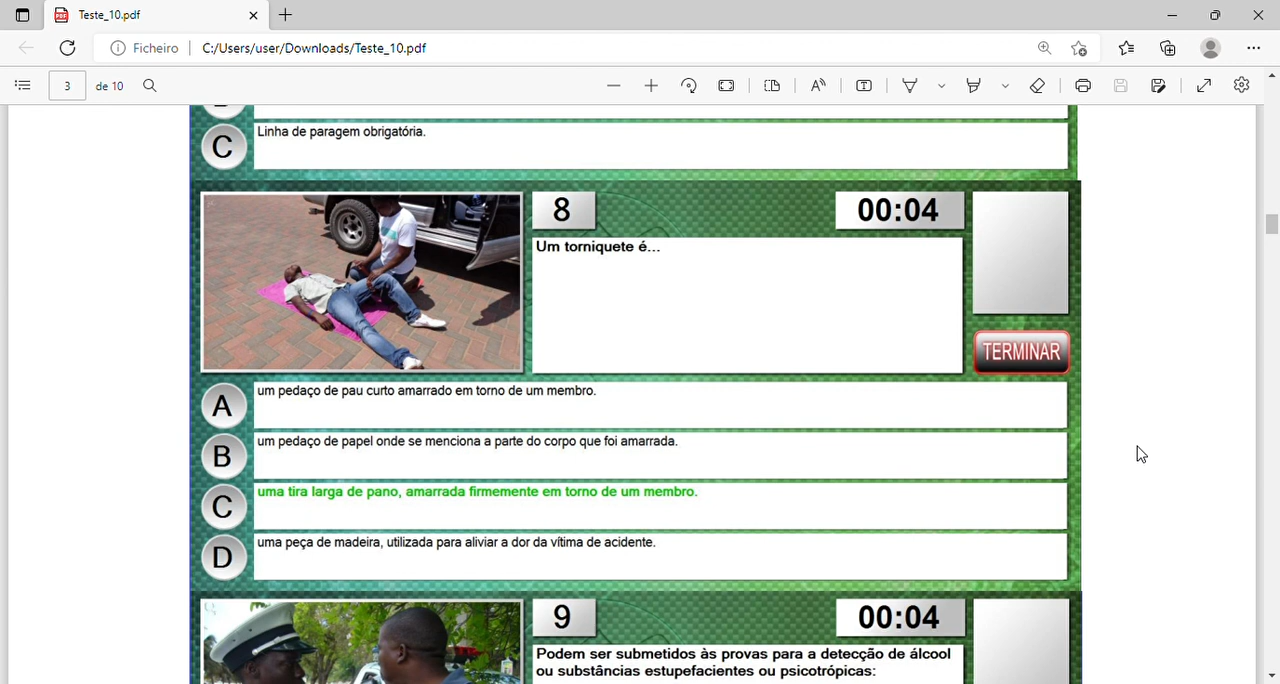 Teste_10.pdf
Ficheiro
C:/Users/user/Downloads/Teste_10.pdf
3 de 10
C Linha de paragem obrigatória.
8
00:04
Um torniquete é...
TERMINAR
A um pedaço de pau curto amarrado em torno de um membro.
B um pedaço de papel onde se menciona a parte do corpo que foi amarrada.
C uma tira larga de pano, amarrada firmemente em torno de um membro.
D uma peça de madeira, utilizada para aliviar a dor da vítima de acidente.
9
00:04
Podem ser submetidos às provas para a detecção de álcool
ou substâncias estupefacientes ou psicotrópicas: